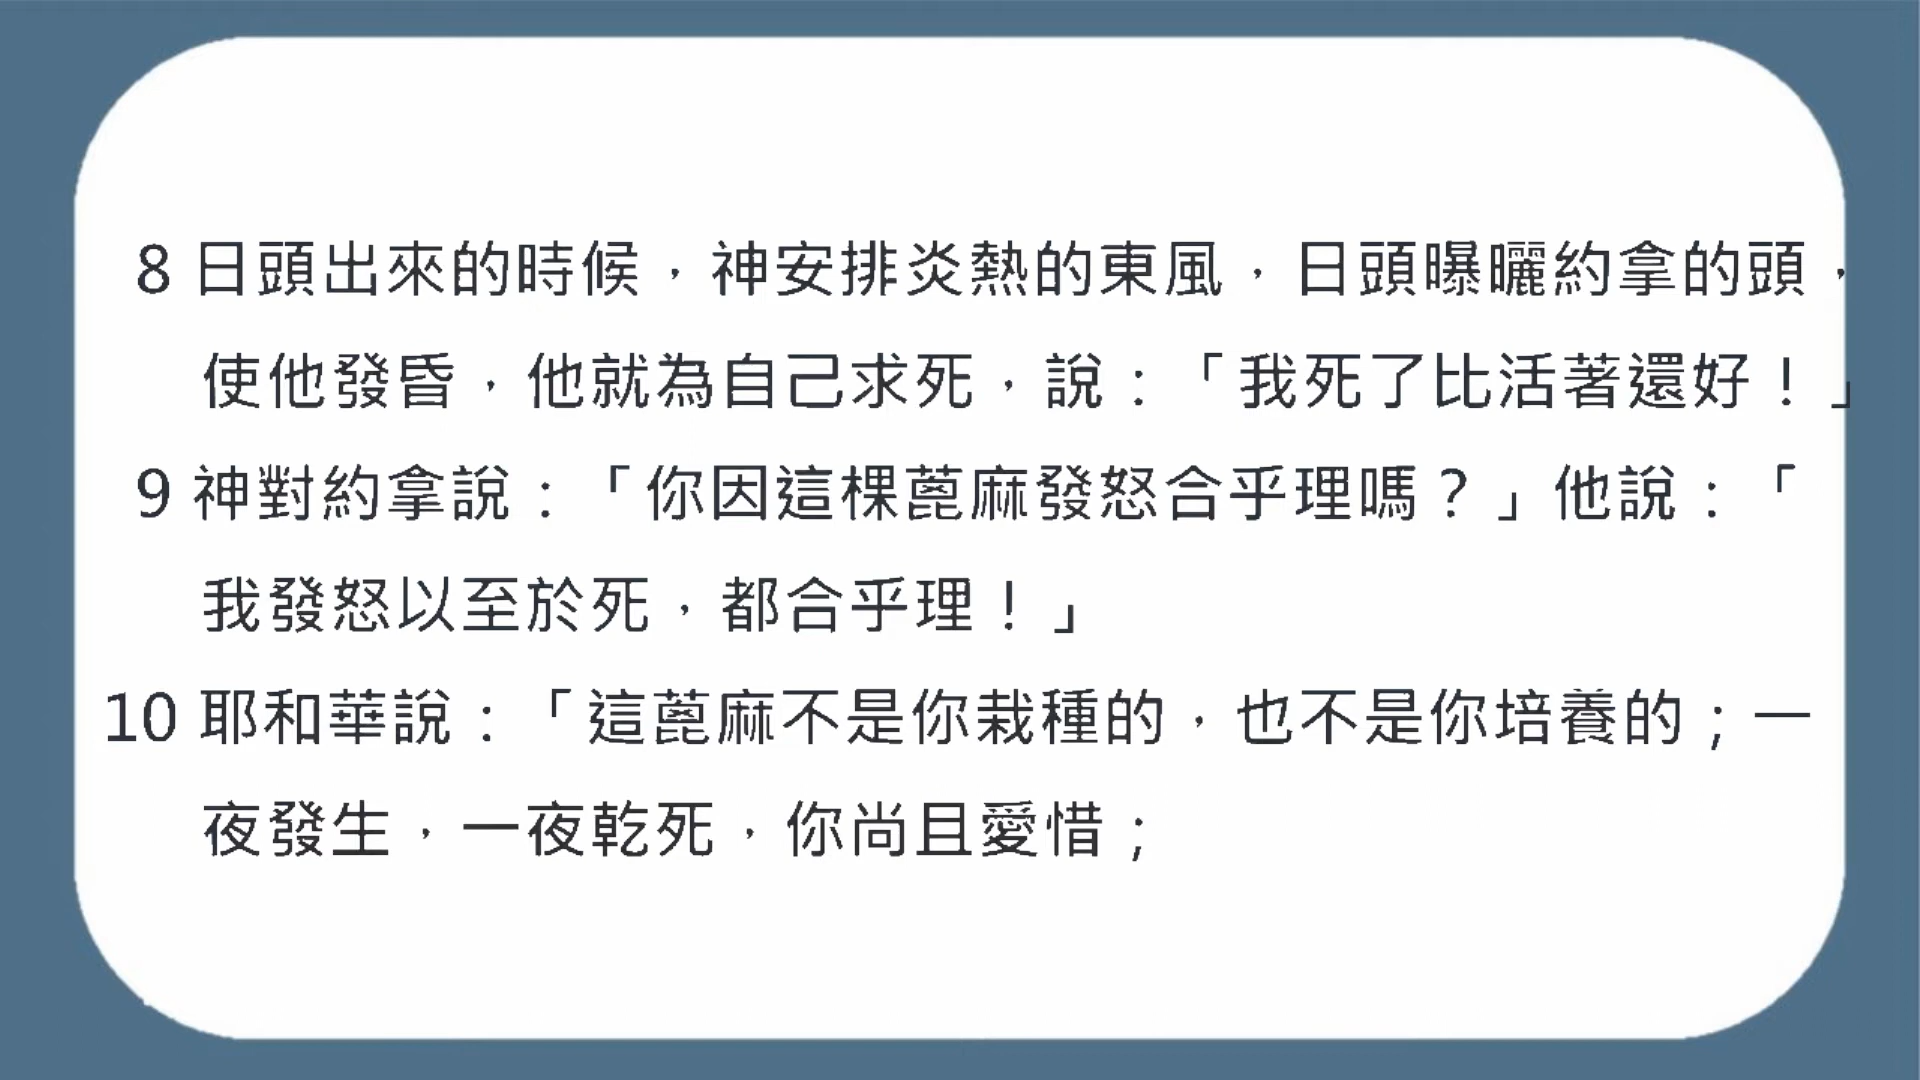 8 日頭出來的時候，神安排炎熱的東風，日頭曝曬約拿的頭，
使他發昏，他就為自己求死，說：「我死了比活著還好！」
9 神對約拿說：「你因這棵蓖麻發怒合乎理嗎？」他說：「
我發怒以至於死，都合乎理！」
10 耶和華說：「這蓖麻不是你栽種的，也不是你培養的；一
夜發生，一夜乾死，你尚且愛惜；